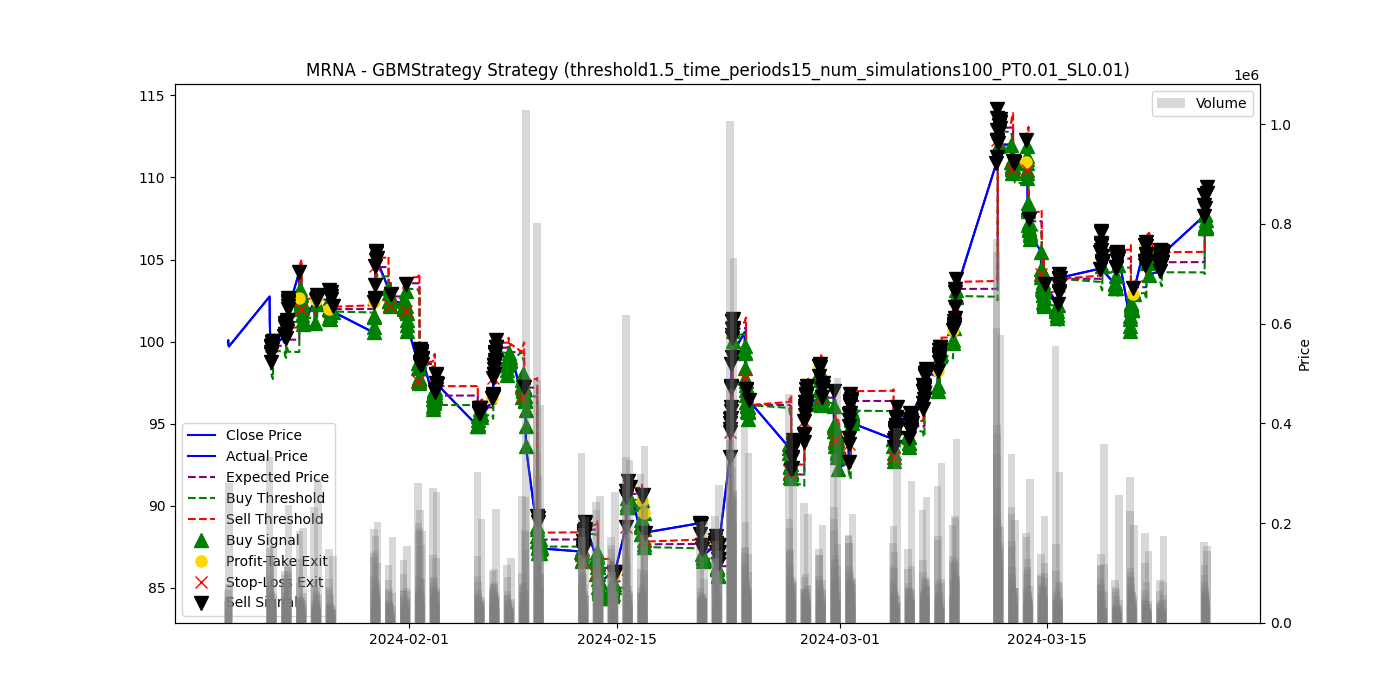 MRNA - GBMStrategy Strategy (threshold1.5_time_periods15_num_simulations100_PT0.01_SL0.01)
1e6
115
110
105
100
95
90
85
Volume
1.0
0.8
0.6
0.4
0.2
0.0
Price
Close Price
Actual Price
Expected Price
Buy Threshold
Sell Threshold
Buy Signal
Profit-Take Exit
Stop-Loss Exit
Sell Signal
2024-02-01
2024-02-15
2024-03-01
2024-03-15